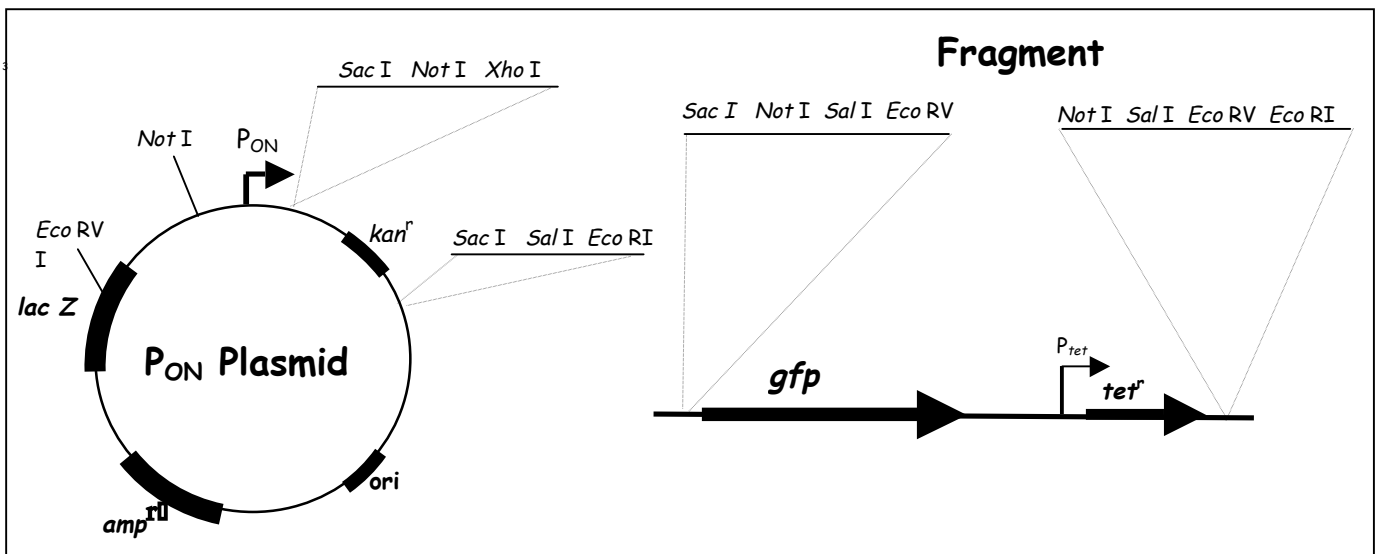 Fragment
3
Sac I Not I Xho I
Sac I Not I Sal I Eco RV
Not I Sal I Eco RV Eco RI
Not I
PON
Eco RV
I
kanr
Sac I Sal I Eco RI
lac Z
PON Plasmid
gfp
Ptet
tetr
ori
ampr